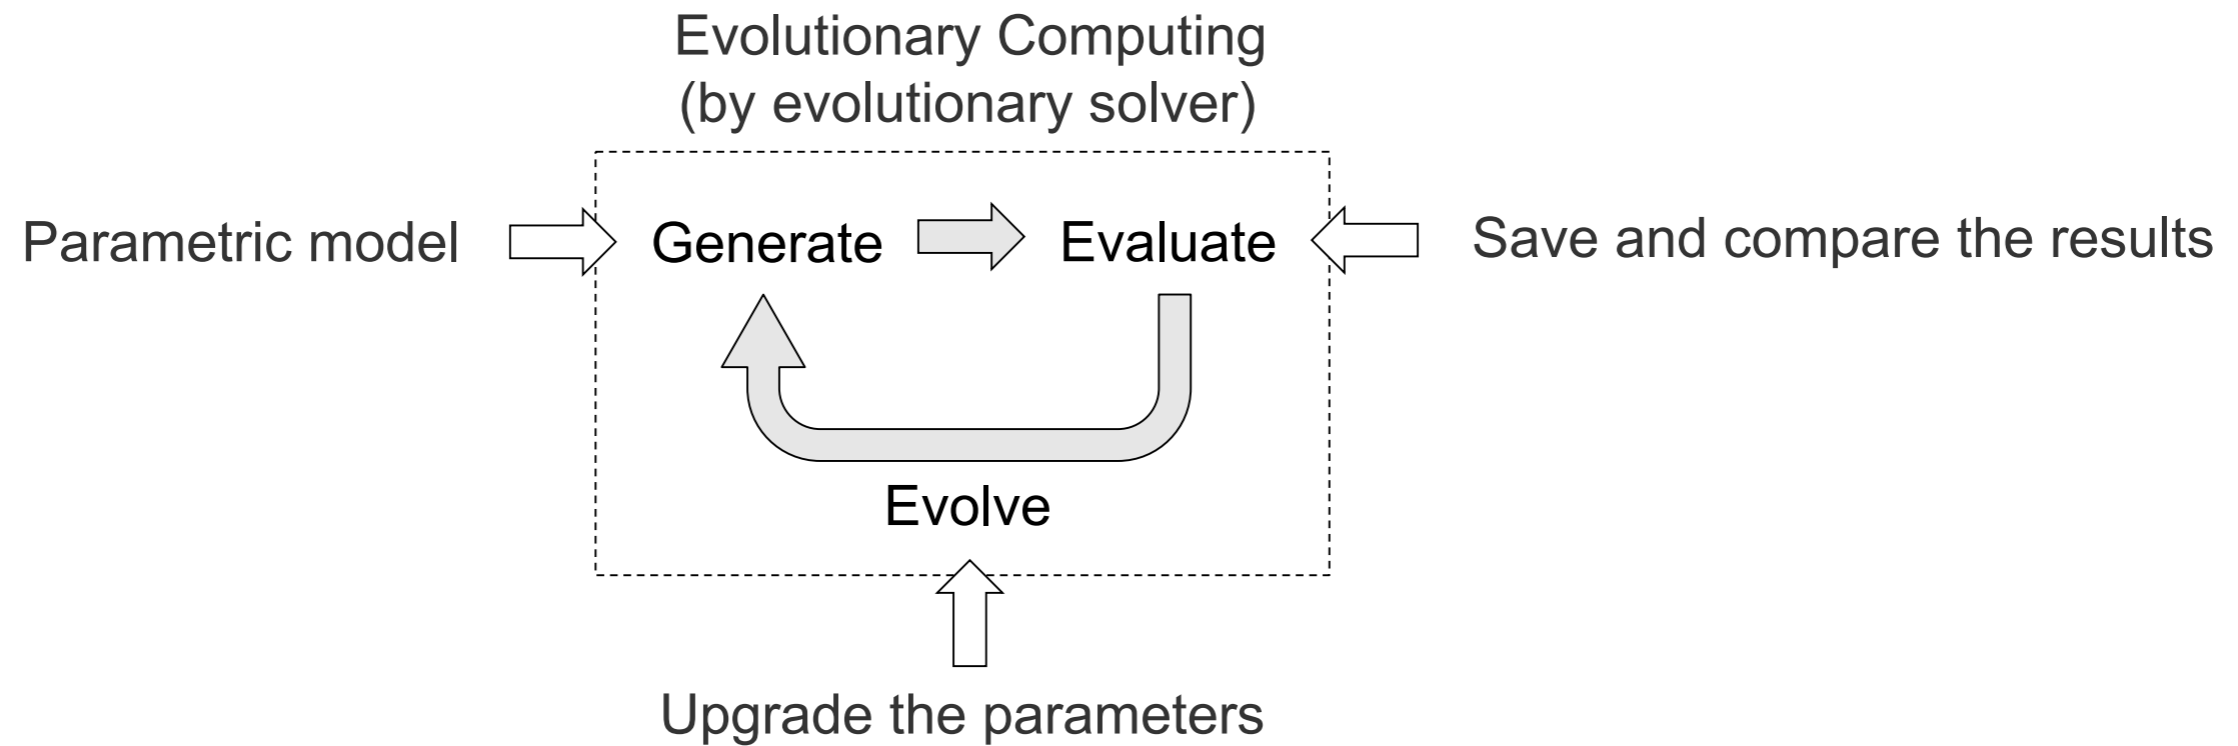 Evolutionary Computing
(by evolutionary solver)
Parametric model
Generate
Evaluate
Save and compare the results
Evolve
Upgrade the parameters